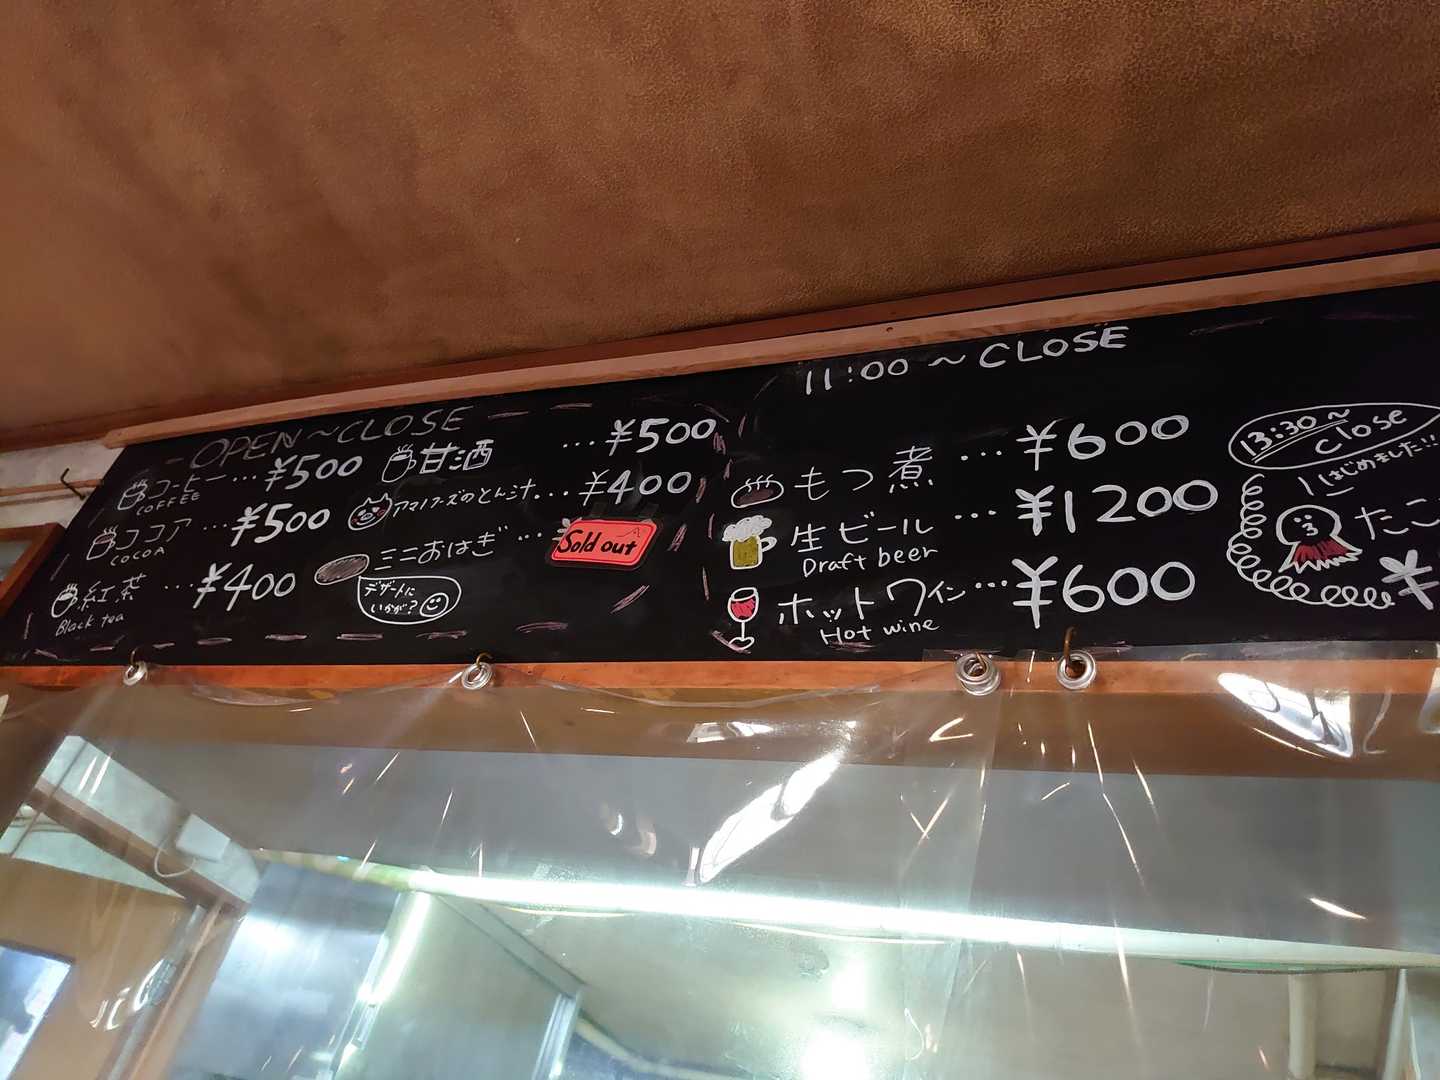 OPEN~CLOSE
コーヒー…¥500
COFFEE
ココア…¥500
COCOA
紅茶…¥400
Black tea
甘酒…¥500
アマノフーズのとん汁…¥400
ミニおはぎ…¥
Sold out
デザートに
いかが?
11:00~CLOSE
もつ煮…¥600
生ビール…¥1200
Draft beer
ホットワイン…¥600
Hot wine
13:30~
Close
はじめました!!
たこ
¥